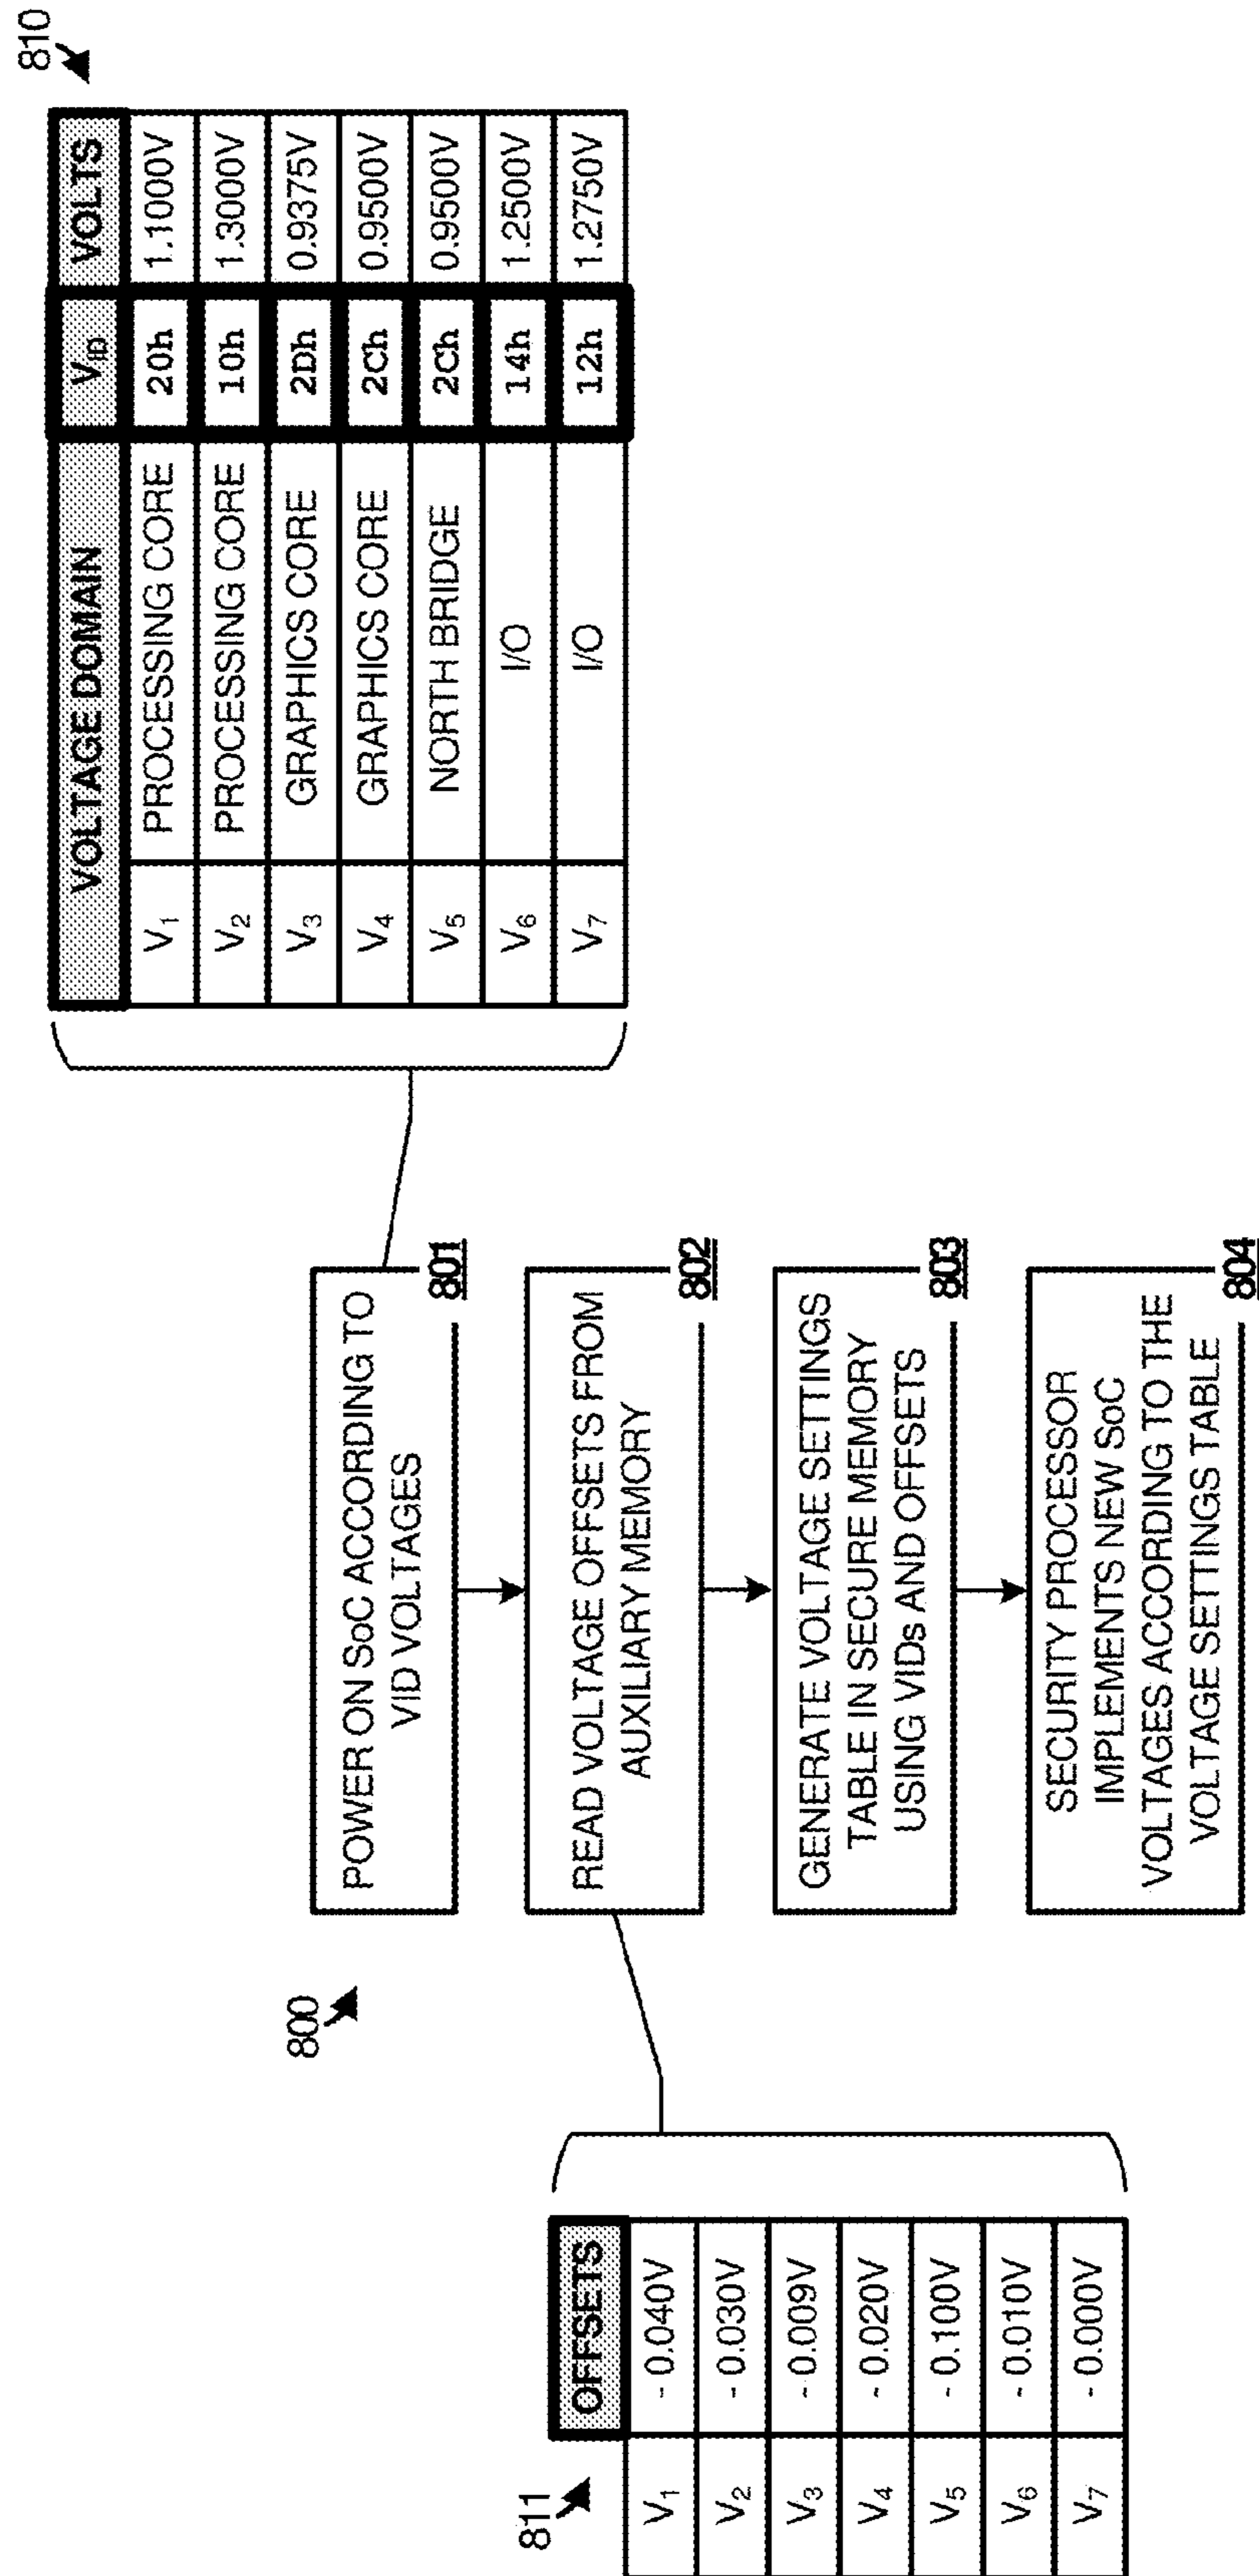 810
VOLTAGE DOMAIN VID VOLTS
V1 PROCESSING CORE 20h 1.1000V
V2 PROCESSING CORE 10h 1.3000V
V3 GRAPHICS CORE 2Dh 0.9375V
V4 GRAPHICS CORE 2Ch 0.9500V
V5 NORTH BRIDGE 2Ch 0.9500V
V6 I/O 14h 1.2500V
V7 I/O 12h 1.2750V
800
POWER ON SoC ACCORDING TO
VID VOLTAGES
801
READ VOLTAGE OFFSETS FROM
AUXILIARY MEMORY
802
GENERATE VOLTAGE SETTINGS
TABLE IN SECURE MEMORY
USING VIDs AND OFFSETS
803
SECURITY PROCESSOR
IMPLEMENTS NEW SoC
VOLTAGES ACCORDING TO THE
VOLTAGE SETTINGS TABLE
804
811
OFFSETS
V1 - 0.040V
V2 - 0.030V
V3 - 0.009V
V4 - 0.020V
V5 - 0.100V
V6 - 0.010V
V7 - 0.000V